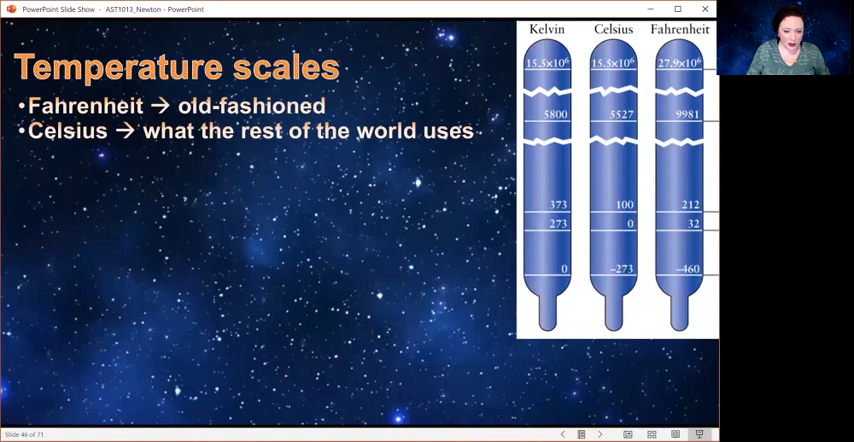 PowerPoint Slide Show - AST1013_Newton - PowerPoint
Temperature scales
•Fahrenheit → old-fashioned
•Celsius → what the rest of the world uses
Kelvin Celsius Fahrenheit
15.5×10⁶ 15.5×10⁶ 27.9×10⁶
5800 5527 9981
373 100 212
273 0 32
0 –273 –460
Slide 46 of 71